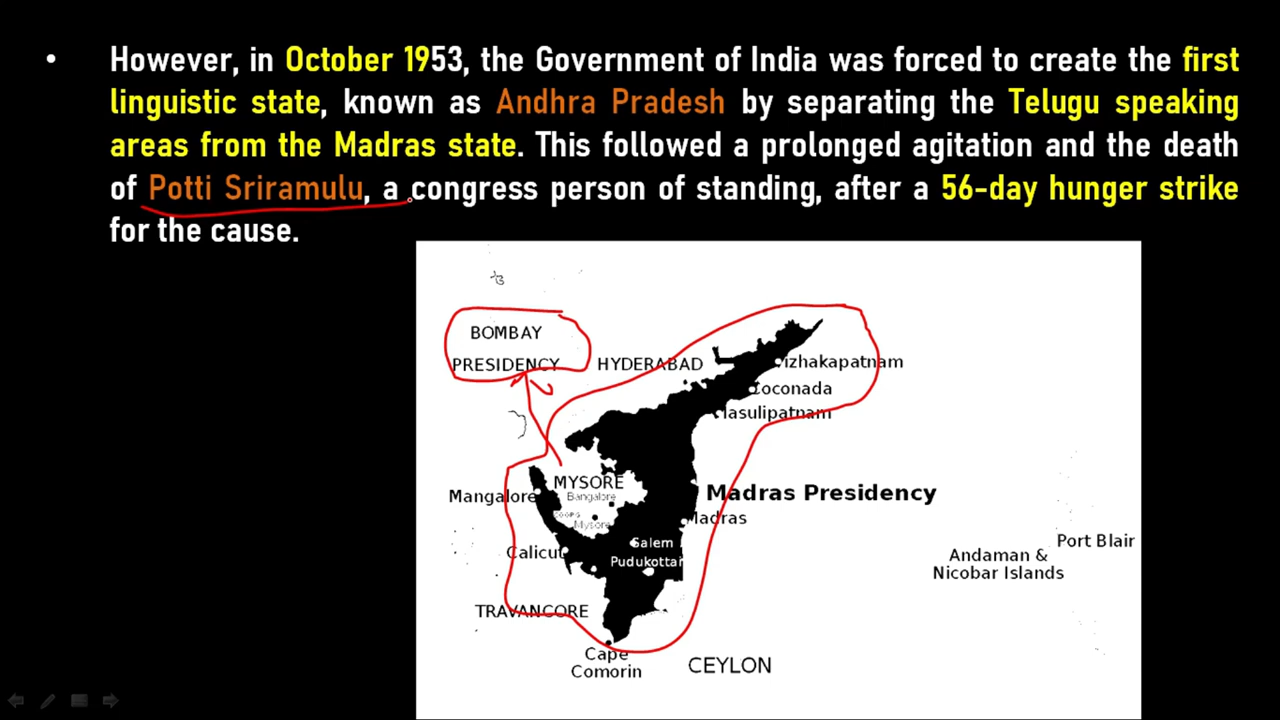 • However, in October 1953, the Government of India was forced to create the first
linguistic state, known as Andhra Pradesh by separating the Telugu speaking
areas from the Madras state. This followed a prolonged agitation and the death
of Potti Sriramulu, a congress person of standing, after a 56-day hunger strike
for the cause.
BOMBAY
PRESIDENCY
HYDERABAD
izhakapatnam
Coconada
Masulipatnam
MYSORE
Bangalore
Mangalore
Madras Presidency
Mysore
Madras
Salem
Calicut
Pudukottai
Port Blair
Andaman &
Nicobar Islands
TRAVANCORE
Cape
Comorin
CEYLON